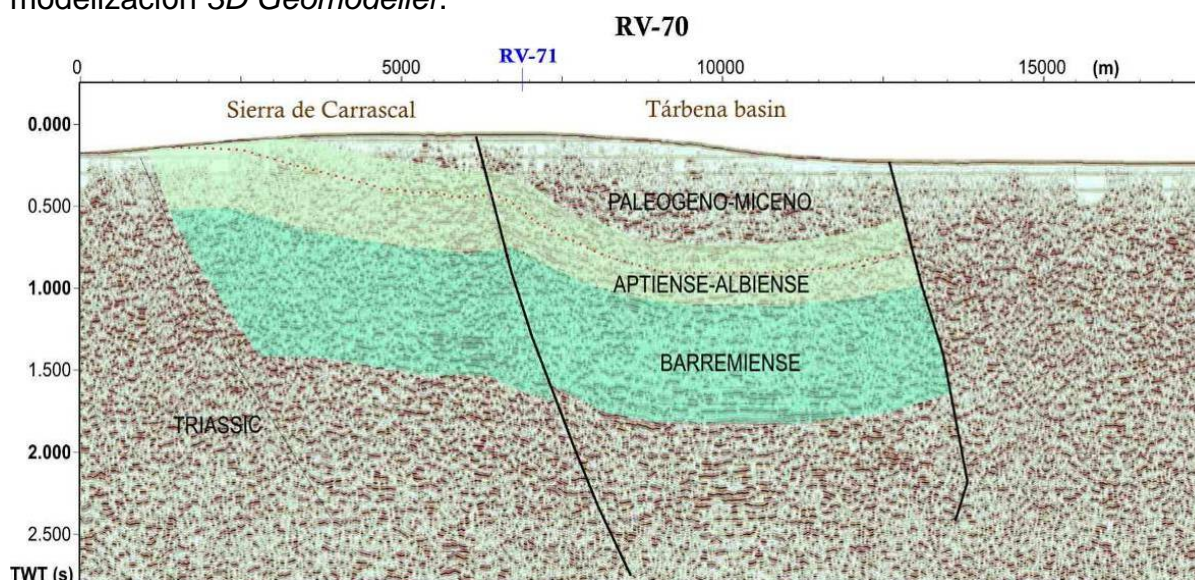 modelización 3D Geomodeller.
RV-70
RV-71
0 5000 10000 15000 (m)
Sierra de Carrascal Tárbena basin
0.000
0.500
PALEOGENO-MICENO
1.000
APTIENSE-ALBIENSE
BARREMIENSE
1.500
TRIASSIC
2.000
2.500
TWT (s)